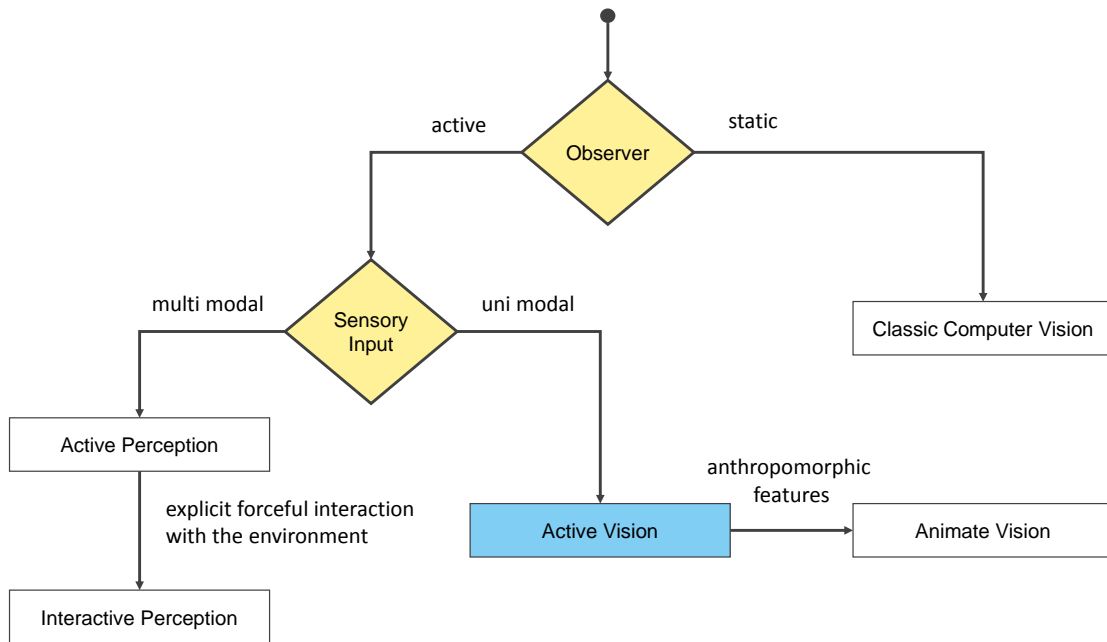 active
static
Observer
multi modal
uni modal
Sensory
Input
Classic Computer Vision
Active Perception
anthropomorphic
features
explicit forceful interaction
with the environment
Active Vision
Animate Vision
Interactive Perception